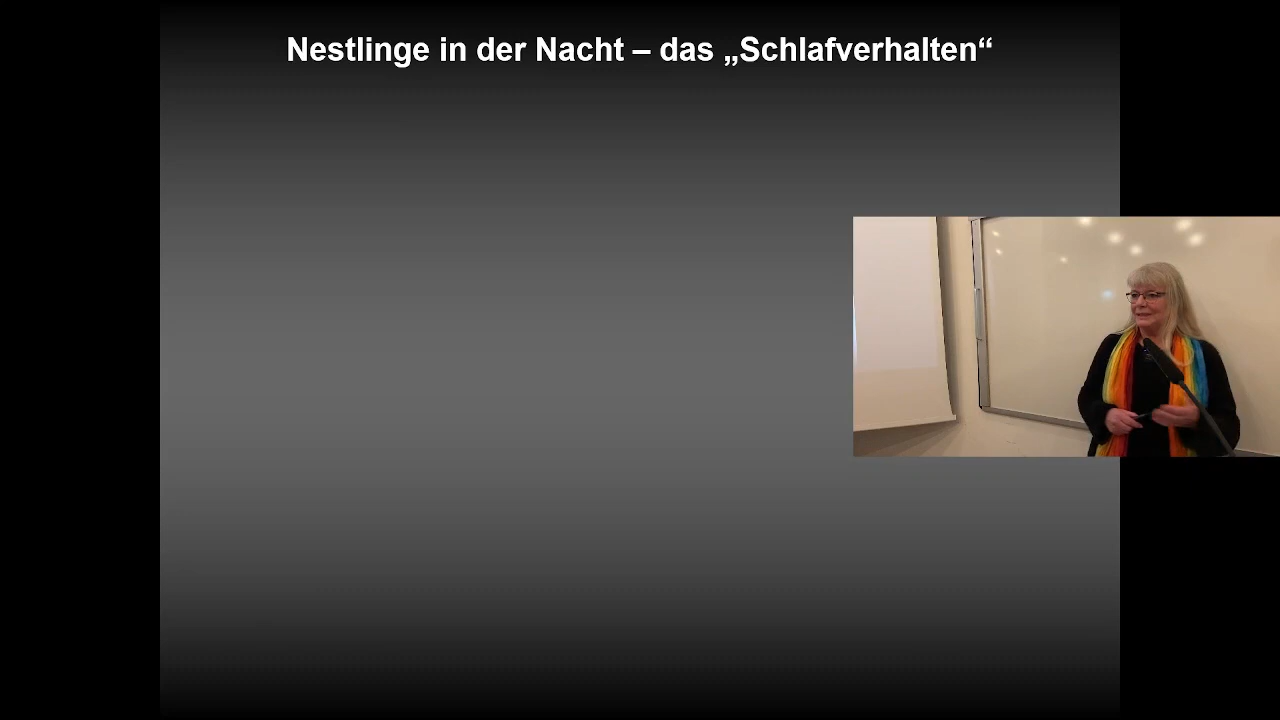 Nestlinge in der Nacht – das „Schlafverhalten“